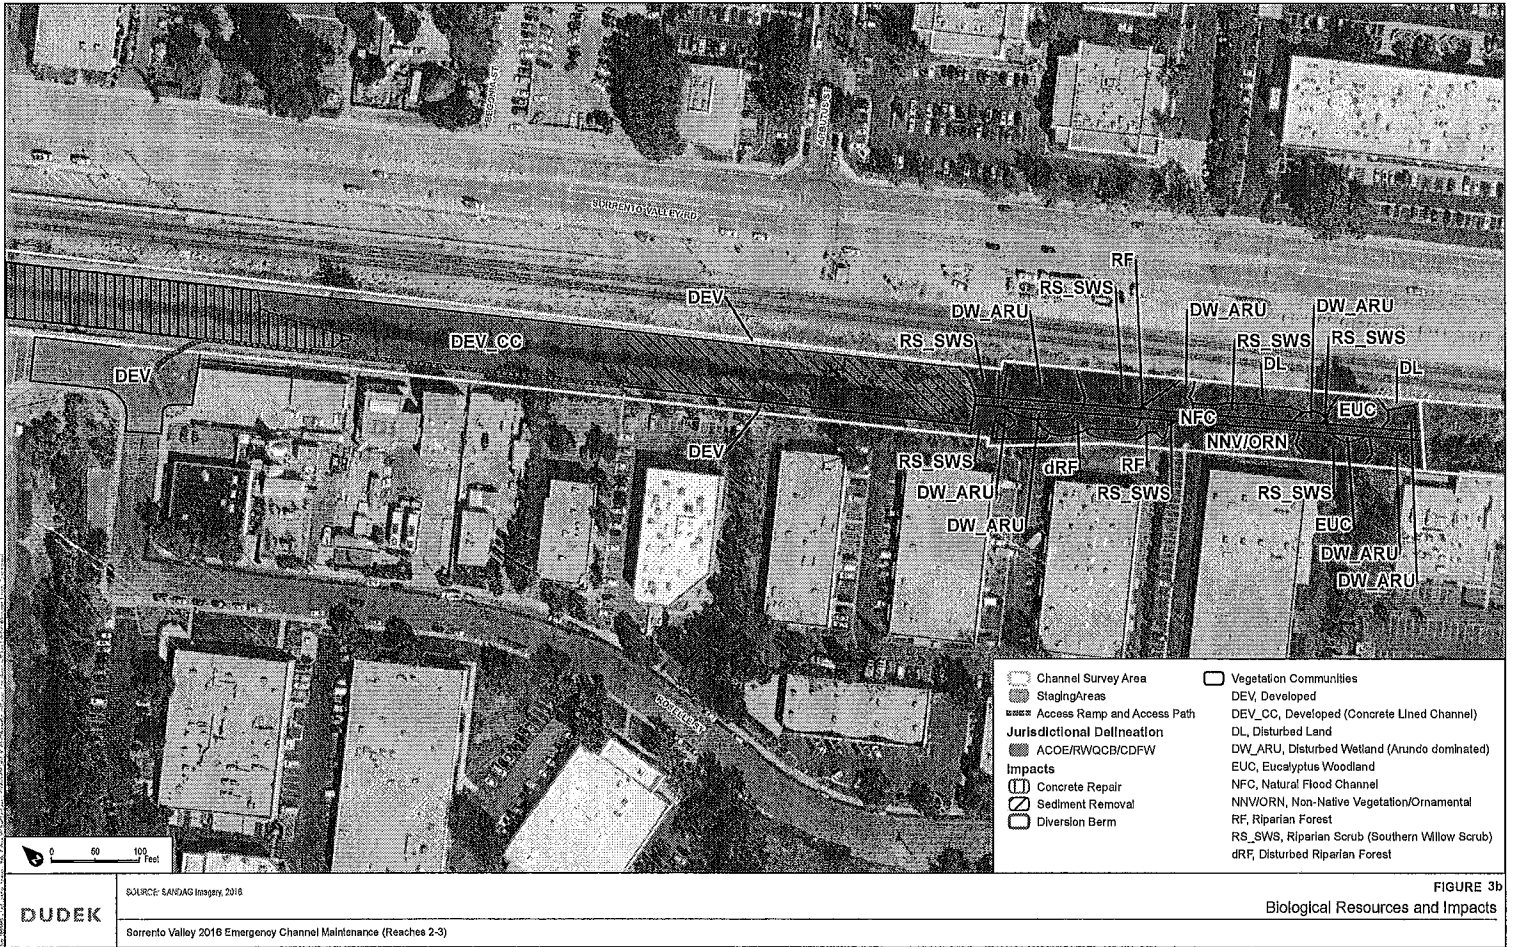 ARBUTUS ST
SORRENTO VALLEY RD
RF
RS_SWS
DEV
DW_ARU
DW_ARU
DW_ARU
RS_SWS
RS_SWS
RS_SWS
DEV_CC
DL
DL
DEV
EUC
NFC
NNV/ORN
DEV
RS_SWS
dRF
RF
DW_ARU
RS_SWS
RS_SWS
DW_ARU
EUC
DW_ARU
DW_ARU
ROSELLE ST
Channel Survey Area
StagingAreas
Access Ramp and Access Path
Jurisdictional Delineation
ACOE/RWQCB/CDFW
Impacts
Concrete Repair
Sediment Removal
Diversion Berm
Vegetation Communities
DEV, Developed
DEV_CC, Developed (Concrete Lined Channel)
DL, Disturbed Land
DW_ARU, Disturbed Wetland (Arundo dominated)
EUC, Eucalyptus Woodland
NFC, Natural Flood Channel
NNV/ORN, Non-Native Vegetation/Ornamental
RF, Riparian Forest
RS_SWS, Riparian Scrub (Southern Willow Scrub)
dRF, Disturbed Riparian Forest
0 50 100
Feet
DUDEK
SOURCE: SANDAG Imagery, 2016
Sorrento Valley 2016 Emergency Channel Maintenance (Reaches 2-3)
FIGURE 3b
Biological Resources and Impacts